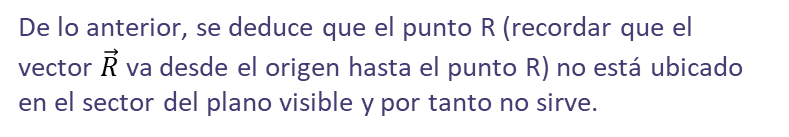 De lo anterior, se deduce que el punto R (recordar que el
vector R⃗ va desde el origen hasta el punto R) no está ubicado
en el sector del plano visible y por tanto no sirve.